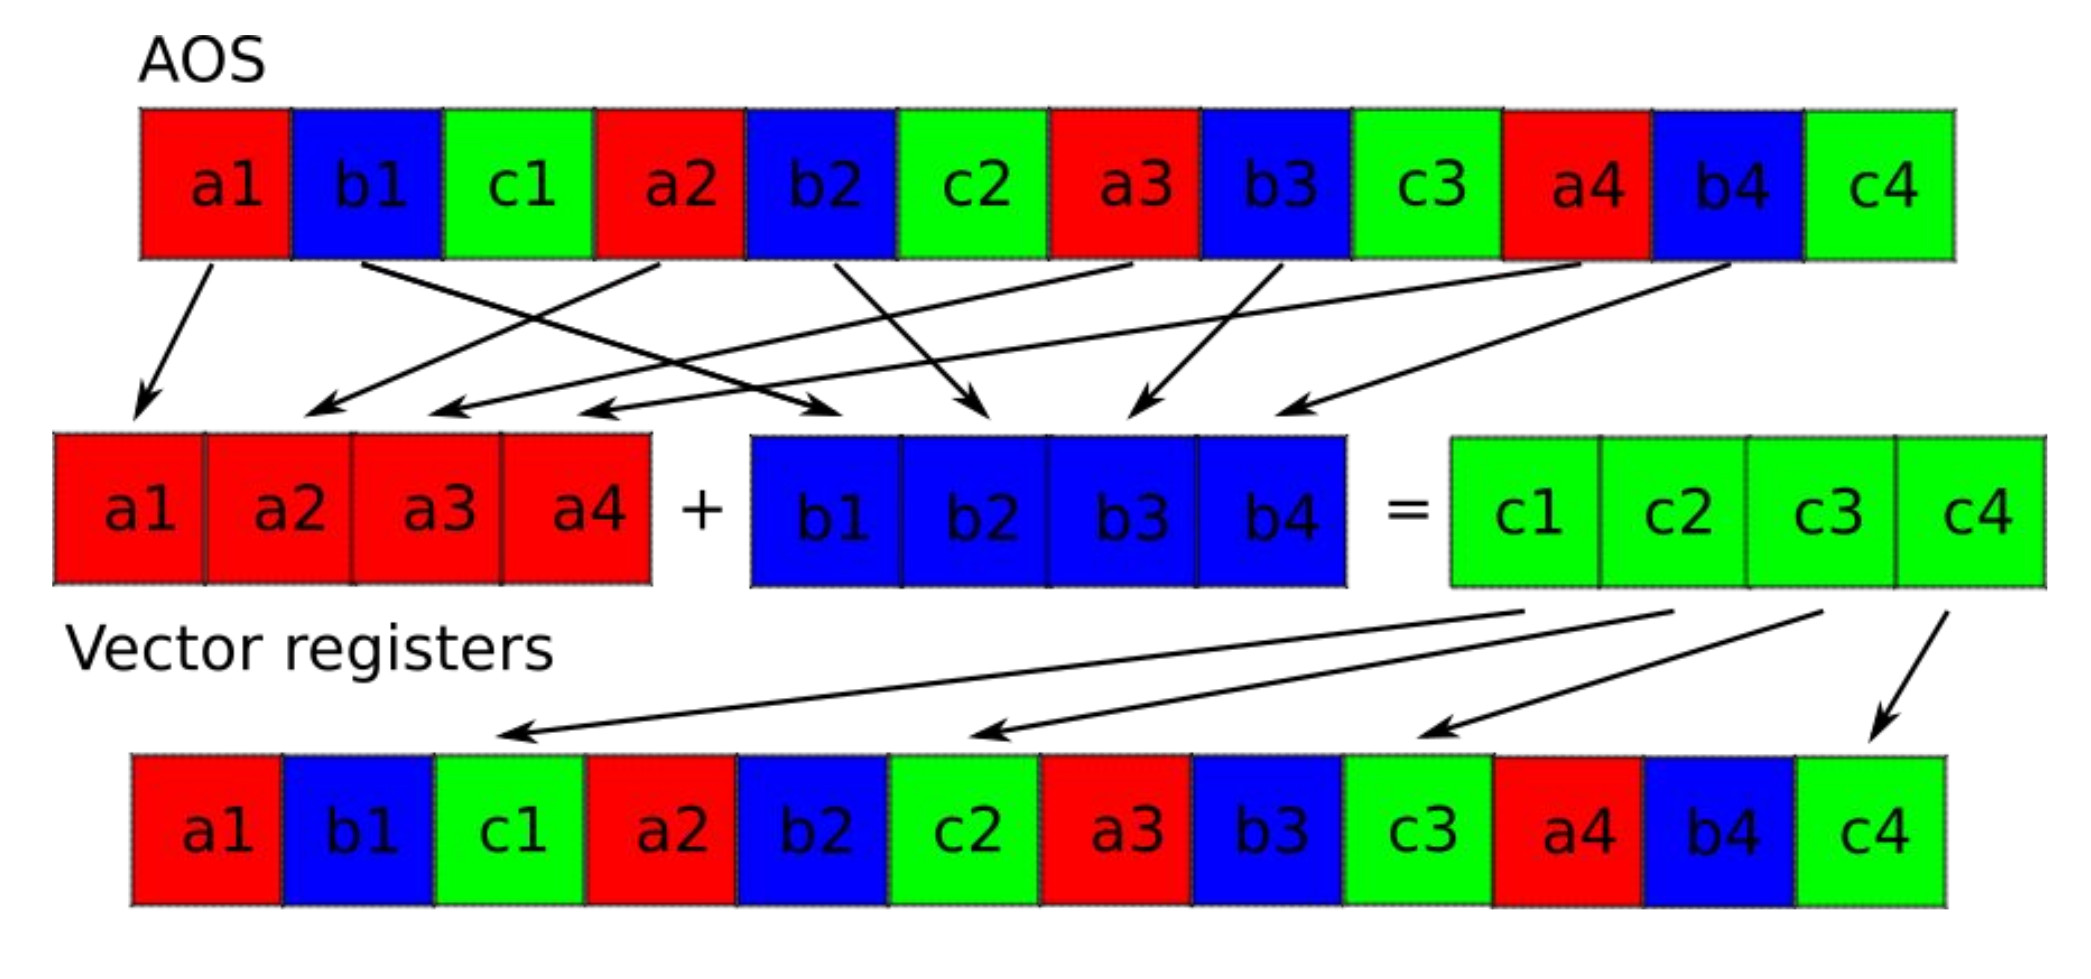 AOS
a1 b1 c1 a2 b2 c2 a3 b3 c3 a4 b4 c4
a1 a2 a3 a4 + b1 b2 b3 b4 = c1 c2 c3 c4
Vector registers
a1 b1 c1 a2 b2 c2 a3 b3 c3 a4 b4 c4